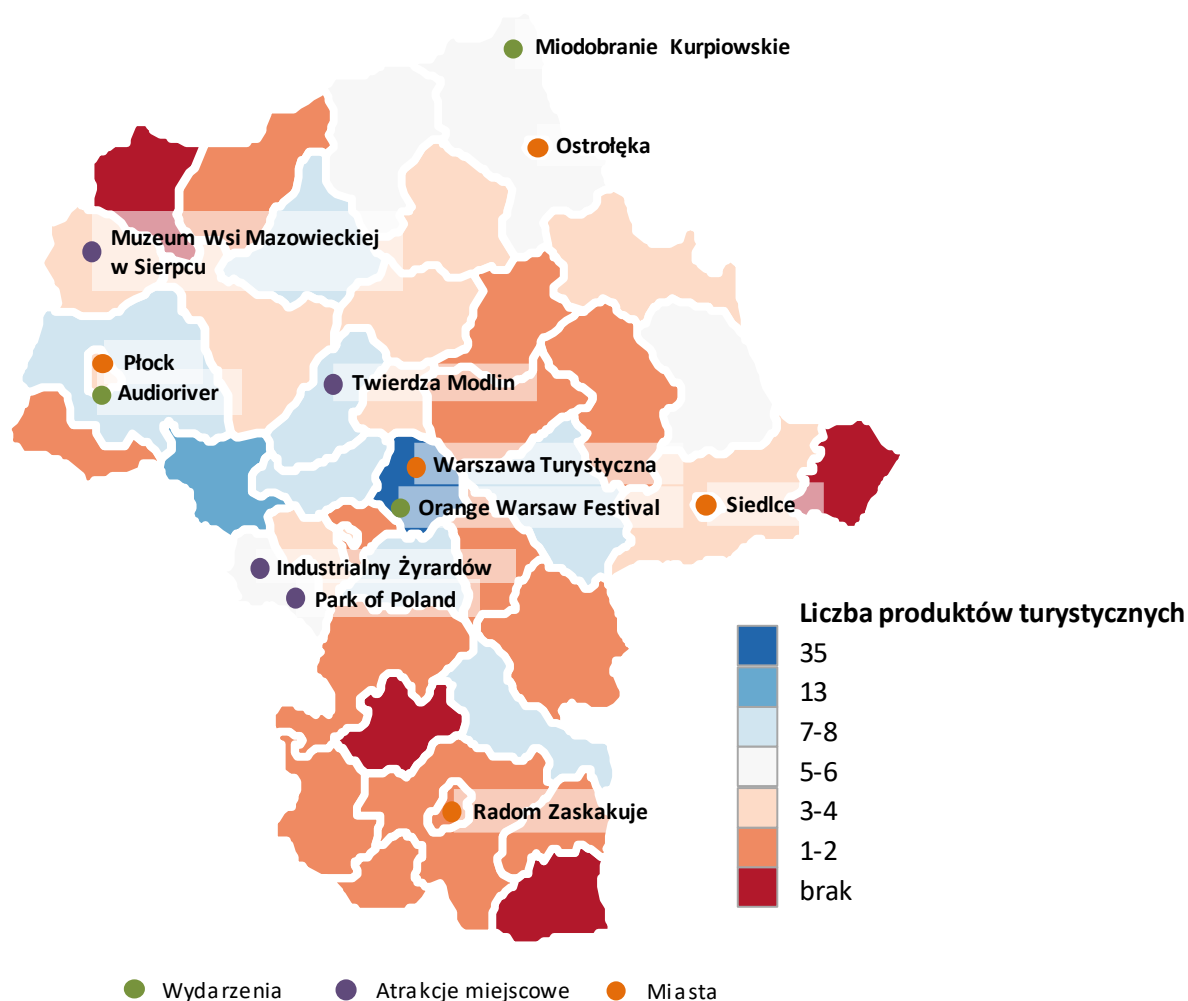 Miodobranie Kurpiowskie
Ostrołęka
Muzeum Wsi Mazowieckiej
w Sierpcu
Płock
Twierdza Modlin
Audioriver
Warszawa Turystyczna
Orange Warsaw Festival
Siedlce
Industrialny Żyrardów
Park of Poland
Liczba produktów turystycznych
35
13
7-8
5-6
3-4
1-2
brak
Radom Zaskakuje
Wydarzenia
Atrakcje miejscowe
Miasta